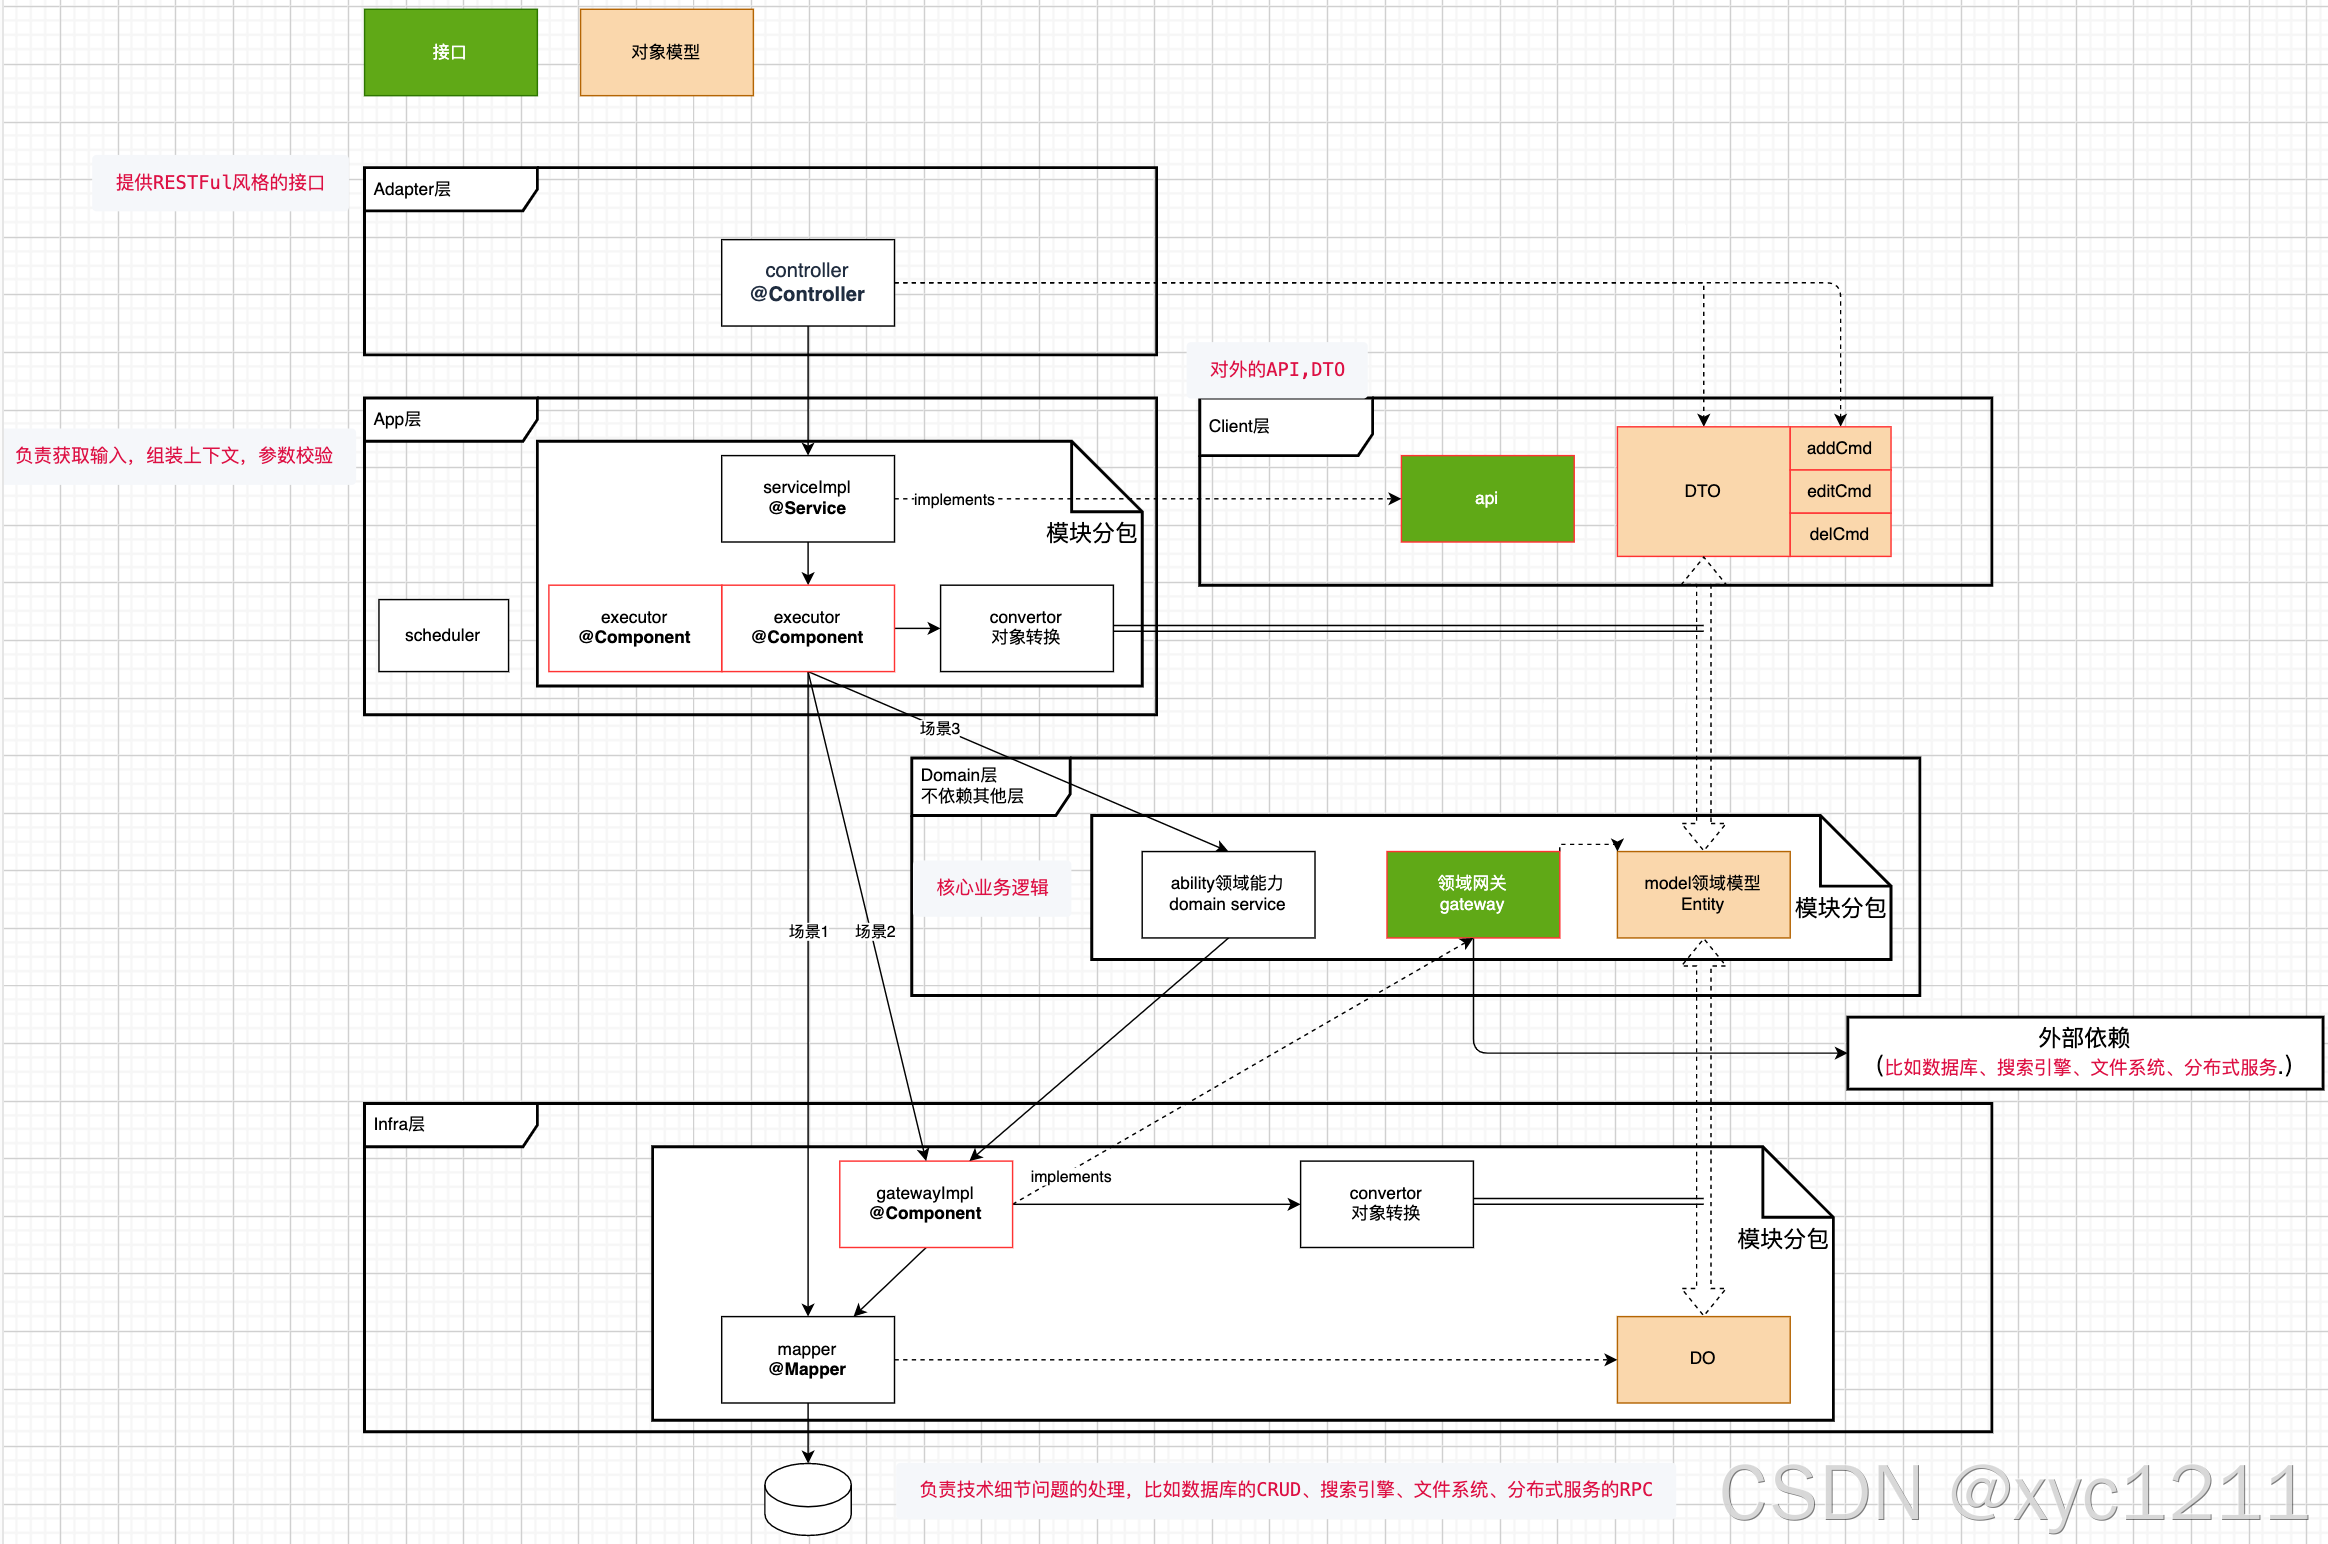 接口
对象模型
提供RESTFul风格的接口
Adapter层
controller
@Controller
对外的API,DTO
App层
负责获取输入，组装上下文，参数校验
serviceImpl
@Service
implements
模块分包
scheduler
executor
@Component
executor
@Component
convertor
对象转换
Client层
api
DTO
addCmd
editCmd
delCmd
场景3
Domain层
不依赖其他层
核心业务逻辑
ability领域能力
domain service
领域网关
gateway
model领域模型
Entity
模块分包
场景1
场景2
外部依赖
（比如数据库、搜索引擎、文件系统、分布式服务.）
Infra层
gatewayImpl
@Component
implements
convertor
对象转换
模块分包
mapper
@Mapper
DO
负责技术细节问题的处理，比如数据库的CRUD、搜索引擎、文件系统、分布式服务的RPC
CSDN @xyc1211